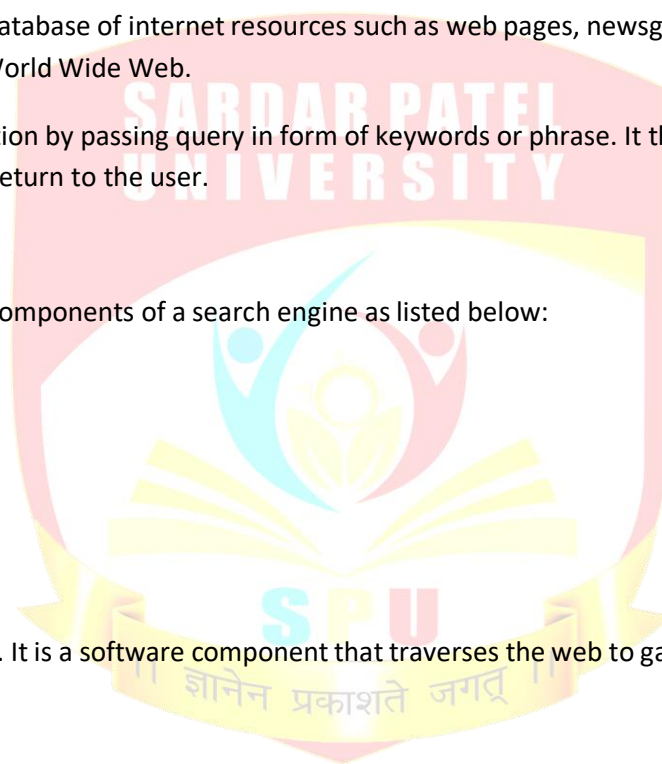 atabase of internet resources such as web pages, newsg
World Wide Web.
SARDAR PATEL
tion by passing query in form of keywords or phrase. It th
eturn to the user.
UNIVERSITY
omponents of a search engine as listed below:
SPU
. It is a software component that traverses the web to ga
।। ज्ञानेन प्रकाशते जगत् ।।